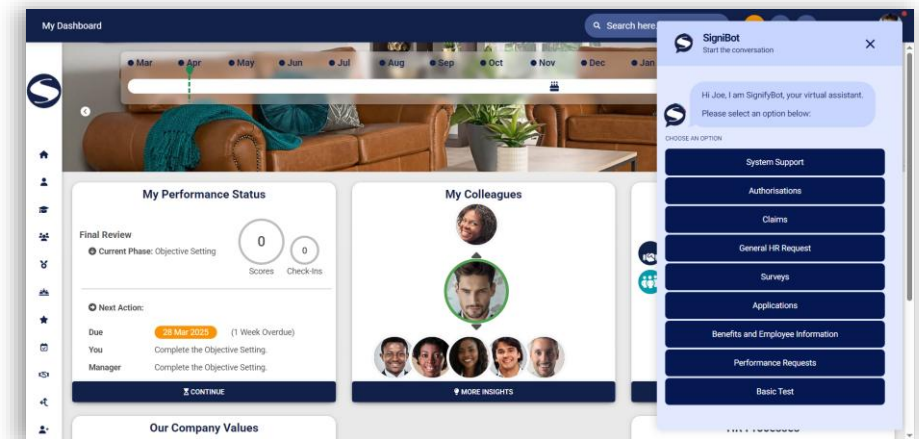 My Dashboard
Search here.
Mar Apr May Jun Jul Aug Sep Oct Nov Dec Jan
My Performance Status
Final Review
Current Phase: Objective Setting
0
0
Scores Check-Ins
Next Action:
Due 28 Mar 2025 (1 Week Overdue)
You Complete the Objective Setting.
Manager Complete the Objective Setting.
CONTINUE
My Colleagues
MORE INSIGHTS
Our Company Values
SigniBot
Start the conversation
Hi Joe, I am SignifyBot, your virtual assistant.
Please select an option below:
CHOOSE AN OPTION
System Support
Authorisations
Claims
General HR Request
Surveys
Applications
Benefits and Employee Information
Performance Requests
Basic Test